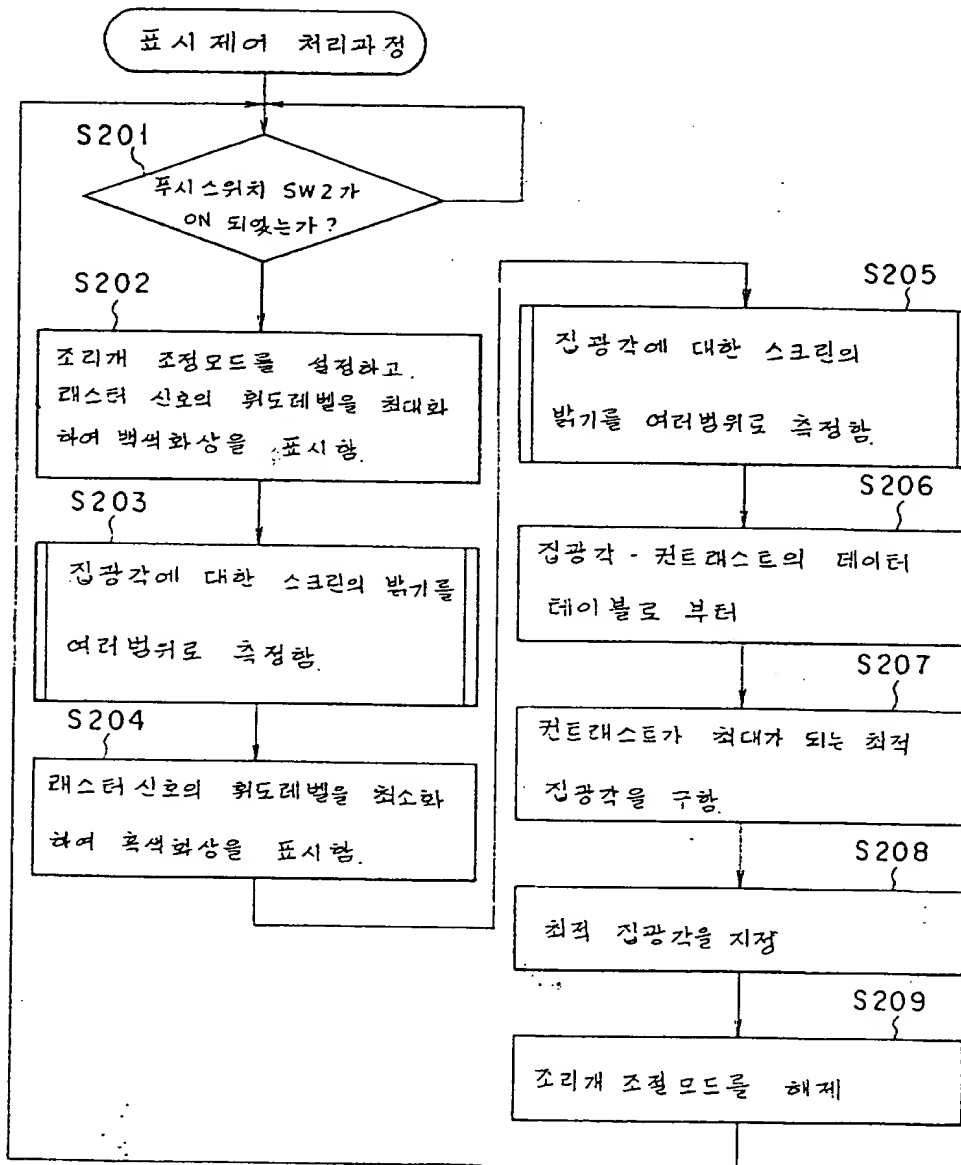 표시제어 처리과정
S201
푸시스위치 SW2가
ON 되었는가?
S202
조리개 조정모드를 설정하고.
래스터 신호의 휘도레벨을 최대화
하여 백색화상을 표시함.
S203
집광각에 대한 스크린의 밝기를
여러범위로 측정함.
S204
래스터 신호의 휘도레벨을 최소화
하여 흑색화상을 표시함.
S205
집광각에 대한 스크린의
밝기를 여러범위로 측정함.
S206
집광각 - 컨트래스트의 데이터
테이블로 부터
S207
컨트래스트가 최대가 되는 최적
집광각을 구함.
S208
최적 집광각을 지정
S209
조리개 조절모드를 해제